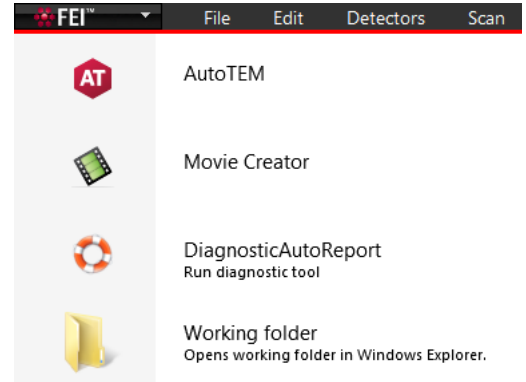 FEI™ File Edit Detectors Scan
AT
AutoTEM
Movie Creator
DiagnosticAutoReport
Run diagnostic tool
Working folder
Opens working folder in Windows Explorer.